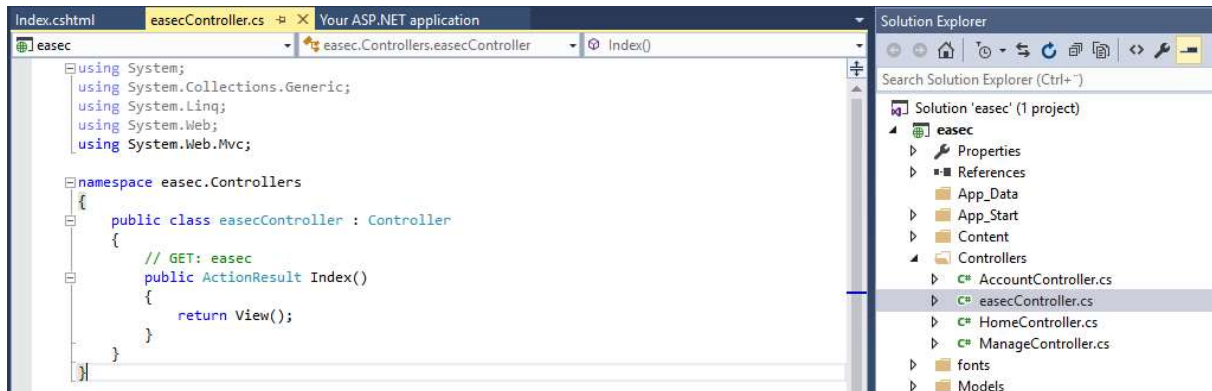 Index.cshtml easecController.cs Your ASP.NET application
easec easec.Controllers.easecController Index()
using System;
using System.Collections.Generic;
using System.Linq;
using System.Web;
using System.Web.Mvc;
namespace easec.Controllers
{
public class easecController : Controller
{
// GET: easec
public ActionResult Index()
{
return View();
}
}
}
Solution Explorer
Search Solution Explorer (Ctrl+¨)
Solution 'easec' (1 project)
easec
Properties
References
App_Data
App_Start
Content
Controllers
C# AccountController.cs
C# easecController.cs
C# HomeController.cs
C# ManageController.cs
fonts
Models